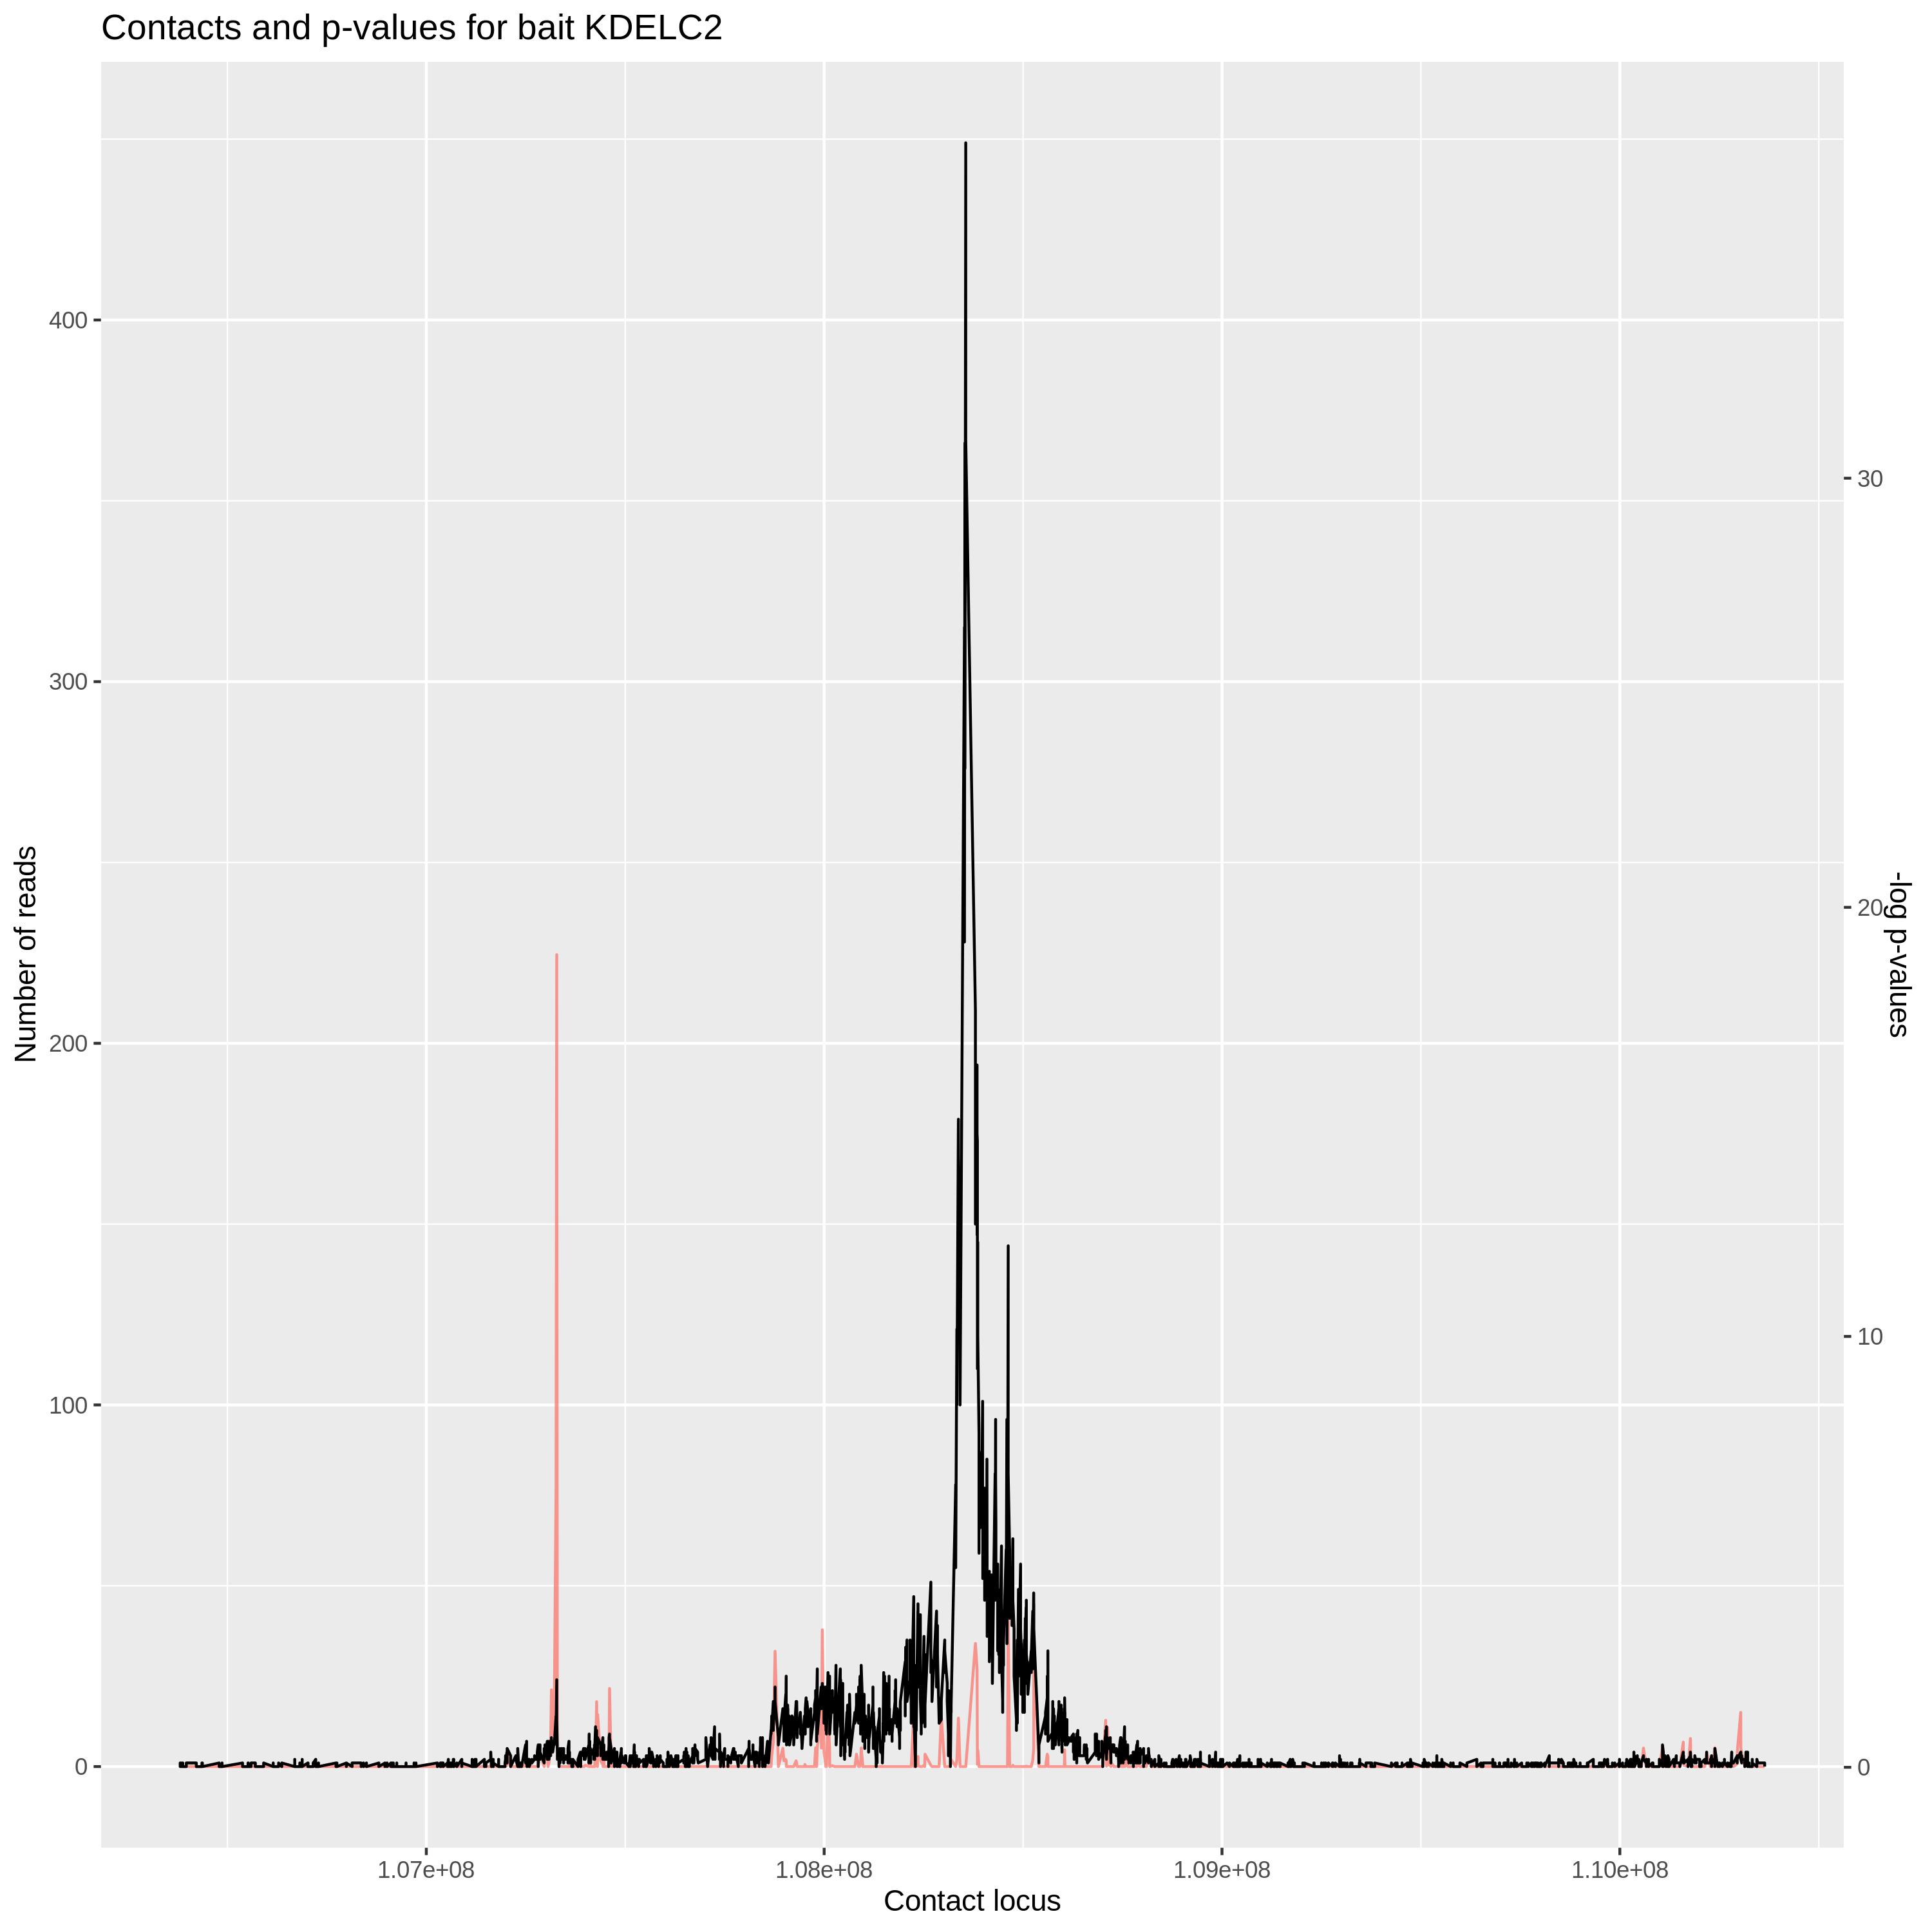 Contacts and p-values for bait KDELC2
400
300
200
100
0
Number of reads
30
20
10
0
-log p-values
1.07e+08 1.08e+08 1.09e+08 1.10e+08
Contact locus